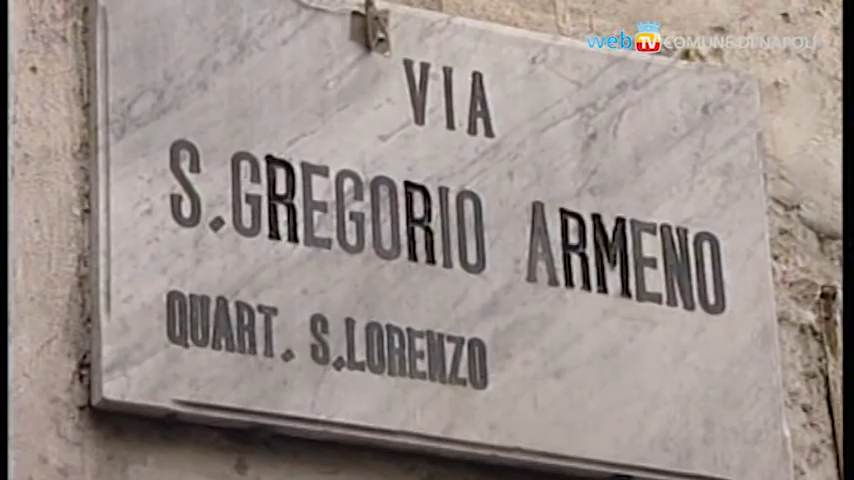 web TV COMUNE DI NAPOLI
VIA
S. GREGORIO ARMENO
QUART. S. LORENZO